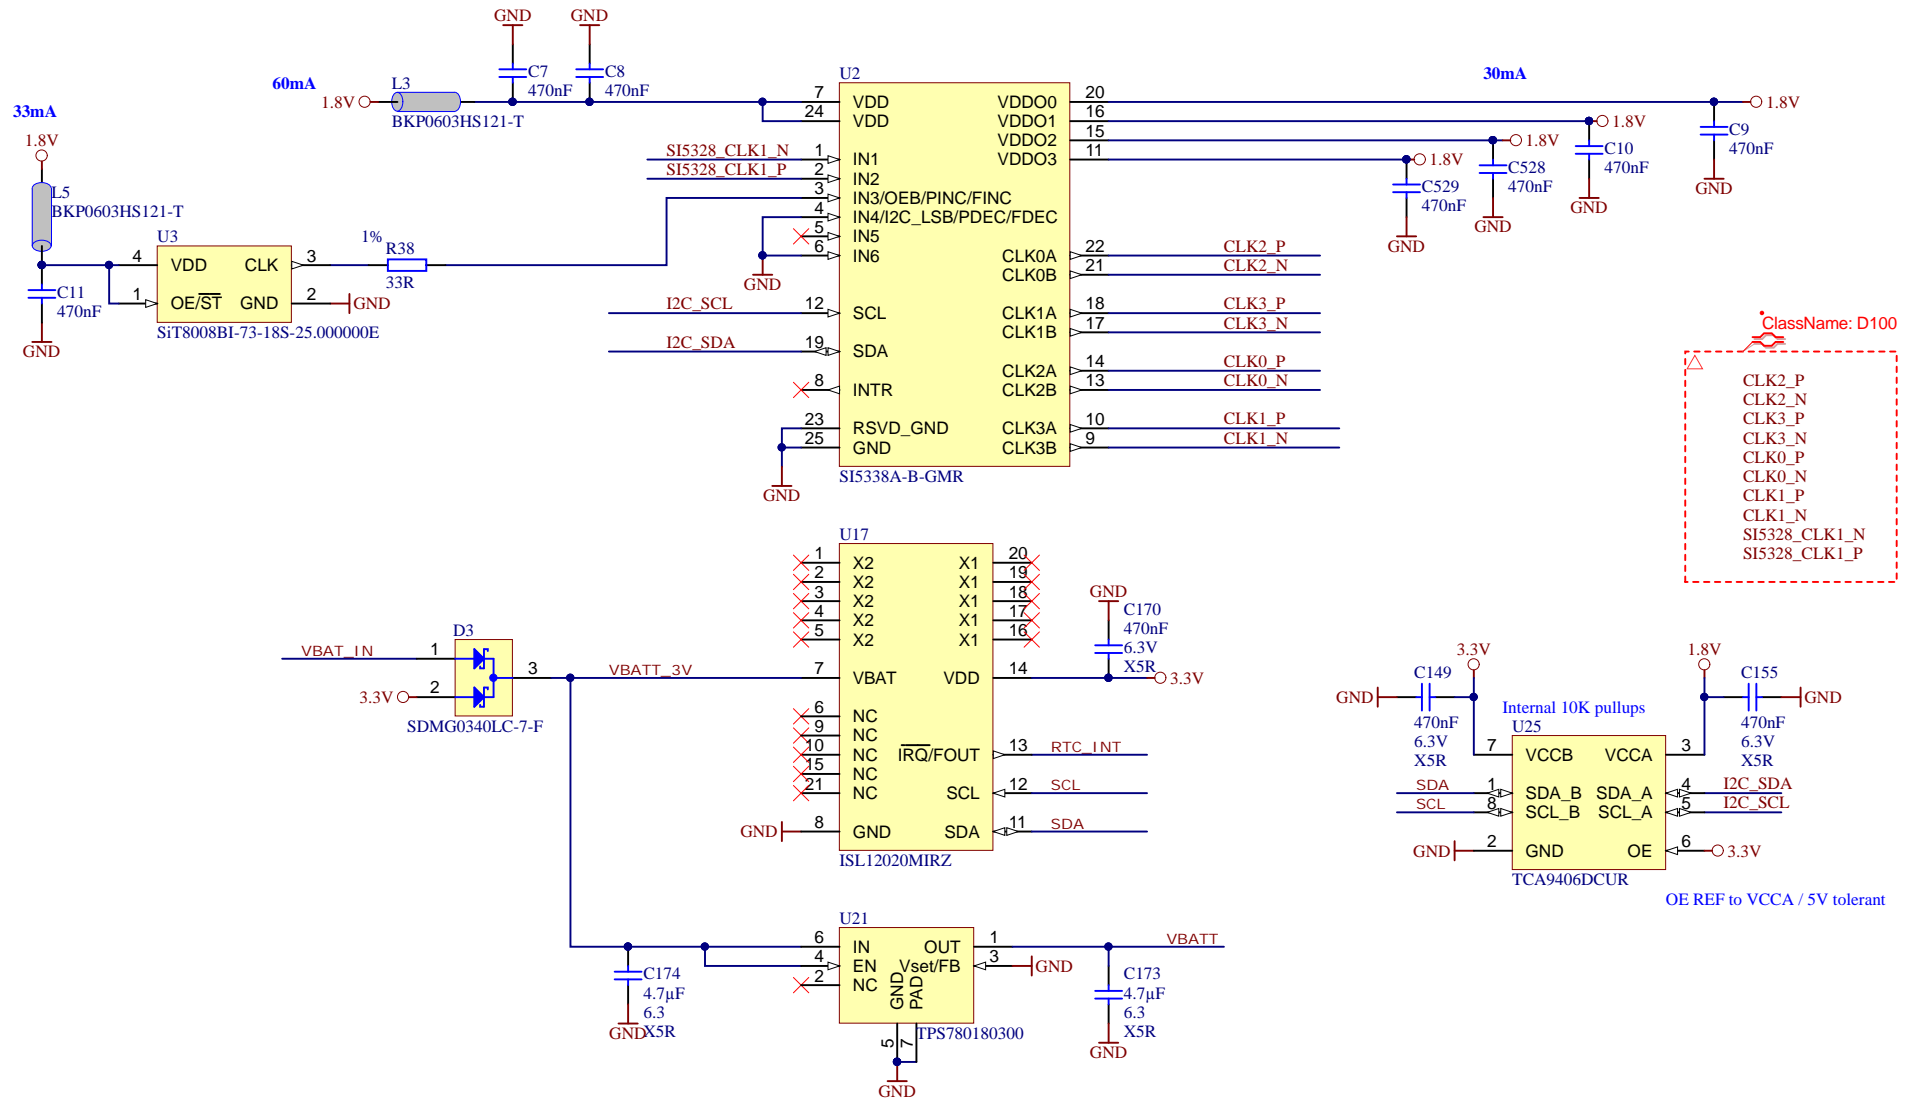 GND
GND
C7
470nF
C8
470nF
60mA
1.8V
L3
BKP0603HS121-T
33mA
1.8V
L5
BKP0603HS121-T
C11
470nF
GND
U3
4
VDD
CLK
3
1
OE/ST
GND
2
GND
SiT8008BI-73-18S-25.000000E
1%
R38
33R
U2
7
VDD
24
VDD
SI5328_CLK1_N
1
IN1
SI5328_CLK1_P
2
IN2
3
IN3/OEB/PINC/FINC
4
IN4/I2C_LSB/PDEC/FDEC
5
IN5
6
IN6
GND
I2C_SCL
12
SCL
I2C_SDA
19
SDA
8
INTR
23
RSVD_GND
25
GND
GND
SI5338A-B-GMR
VDDO0
20
VDDO1
16
VDDO2
15
VDDO3
11
CLK0A
22
CLK2_P
CLK0B
21
CLK2_N
CLK1A
18
CLK3_P
CLK1B
17
CLK3_N
CLK2A
14
CLK0_P
CLK2B
13
CLK0_N
CLK3A
10
CLK1_P
CLK3B
9
CLK1_N
30mA
1.8V
C9
470nF
GND
1.8V
C10
470nF
GND
1.8V
C528
470nF
GND
1.8V
C529
470nF
GND
ClassName: D100
CLK2_P
CLK2_N
CLK3_P
CLK3_N
CLK0_P
CLK0_N
CLK1_P
CLK1_N
SI5328_CLK1_N
SI5328_CLK1_P
VBAT_IN
1
D3
3.3V
2
3
SDMG0340LC-7-F
VBATT_3V
U17
1
X2
2
X2
3
X2
4
X2
5
X2
7
VBAT
6
NC
9
NC
10
NC
15
NC
21
NC
GND
8
GND
X1
20
X1
19
X1
18
X1
17
X1
16
VDD
14
3.3V
IRQ/FOUT
13
RTC_INT
SCL
12
SCL
SDA
11
SDA
ISL12020MIRZ
GND
C170
470nF
6.3V
X5R
U21
6
IN
4
EN
2
NC
OUT
1
VBATT
Vset/FB
3
GND
GND
PAD
5
7
GND
TPS780180300
C174
4.7µF
6.3
X5R
GND
C173
4.7µF
6.3
X5R
GND
3.3V
GND
C149
470nF
6.3V
X5R
1.8V
C155
GND
470nF
6.3V
X5R
Internal 10K pullups
U25
7
VCCB
VCCA
3
SDA
1
SDA_B
SDA_A
4
I2C_SDA
SCL
8
SCL_B
SCL_A
5
I2C_SCL
GND
2
GND
OE
6
3.3V
TCA9406DCUR
OE REF to VCCA / 5V tolerant